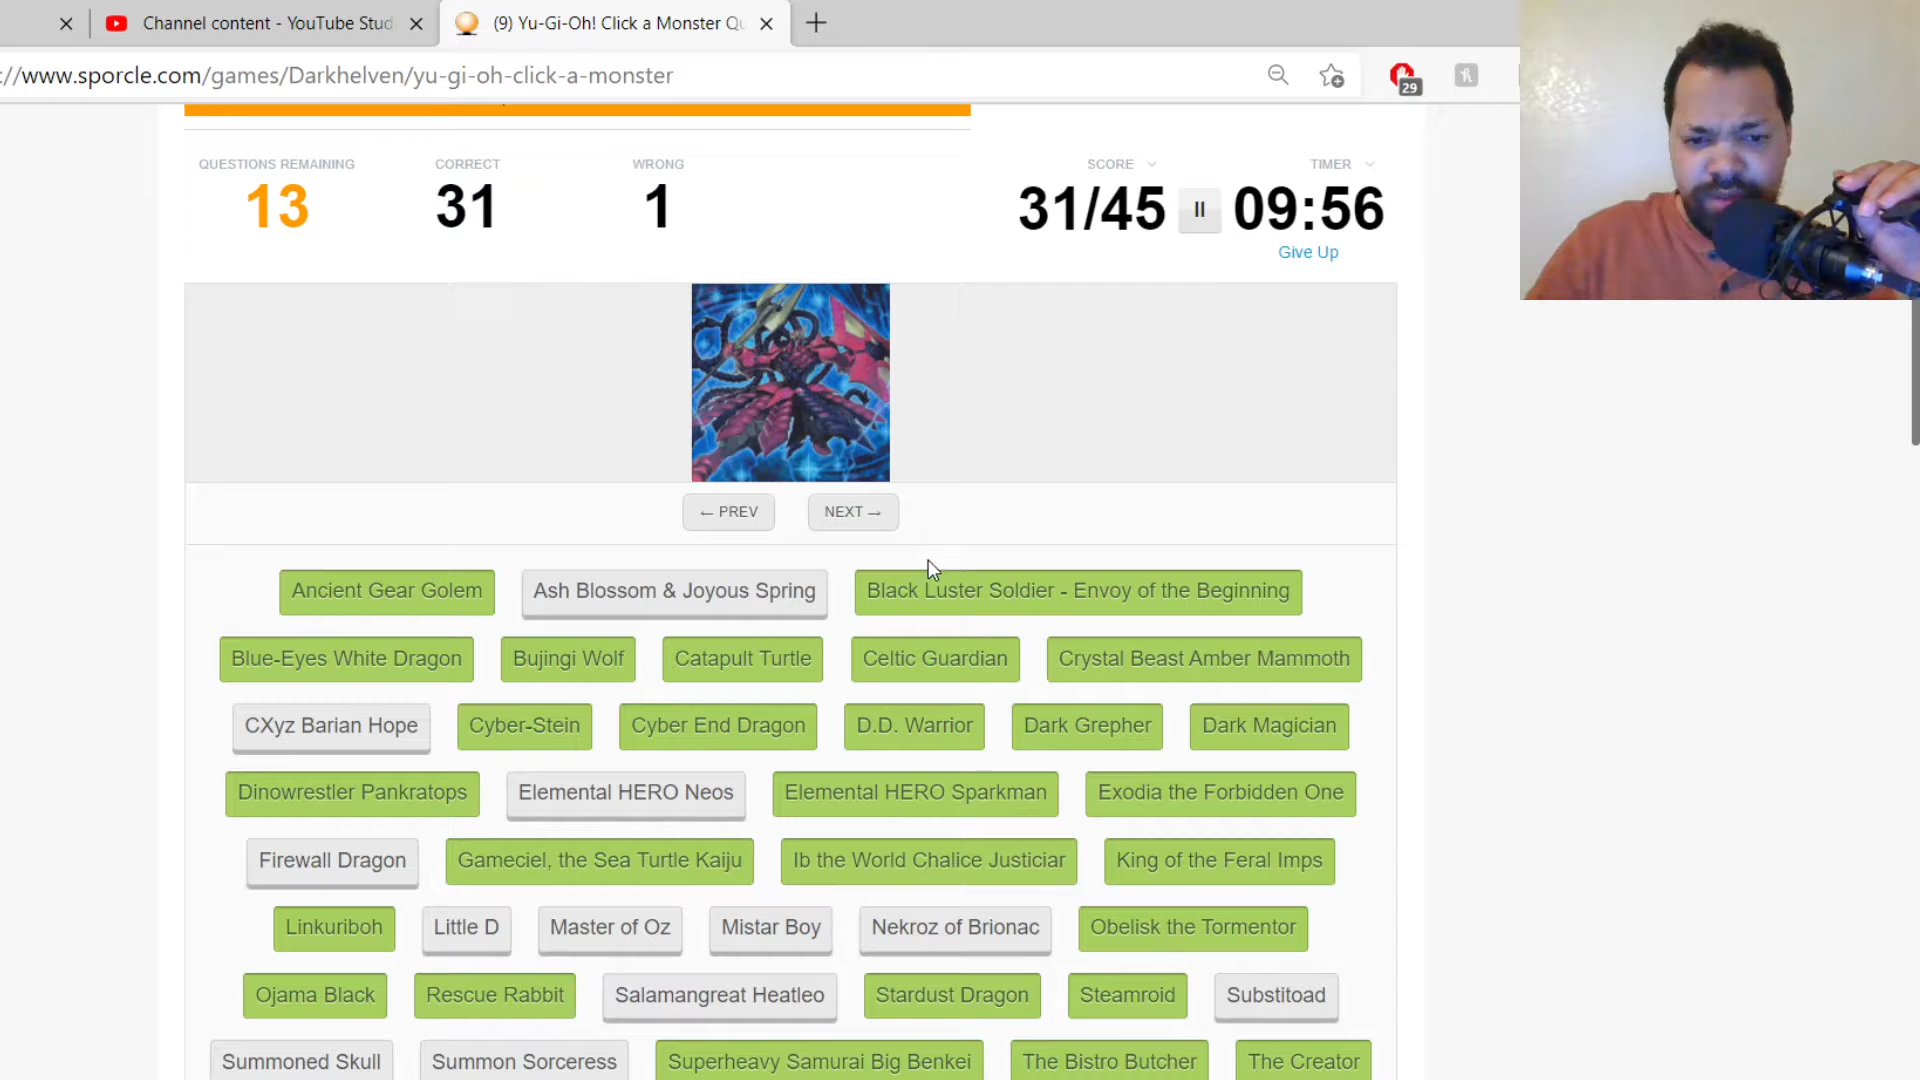 Channel content - YouTube Stud
(9) Yu-Gi-Oh! Click a Monster Qu
://www.sporcle.com/games/Darkhelven/yu-gi-oh-click-a-monster
29
QUESTIONS REMAINING
13
CORRECT
31
WRONG
1
SCORE
31/45
TIMER
09:56
Give Up
← PREV
NEXT →
Ancient Gear Golem
Ash Blossom & Joyous Spring
Black Luster Soldier - Envoy of the Beginning
Blue-Eyes White Dragon
Bujingi Wolf
Catapult Turtle
Celtic Guardian
Crystal Beast Amber Mammoth
CXyz Barian Hope
Cyber-Stein
Cyber End Dragon
D.D. Warrior
Dark Grepher
Dark Magician
Dinowrestler Pankratops
Elemental HERO Neos
Elemental HERO Sparkman
Exodia the Forbidden One
Firewall Dragon
Gameciel, the Sea Turtle Kaiju
Ib the World Chalice Justiciar
King of the Feral Imps
Linkuriboh
Little D
Master of Oz
Mistar Boy
Nekroz of Brionac
Obelisk the Tormentor
Ojama Black
Rescue Rabbit
Salamangreat Heatleo
Stardust Dragon
Steamroid
Substitoad
Summoned Skull
Summon Sorceress
Superheavy Samurai Big Benkei
The Bistro Butcher
The Creator